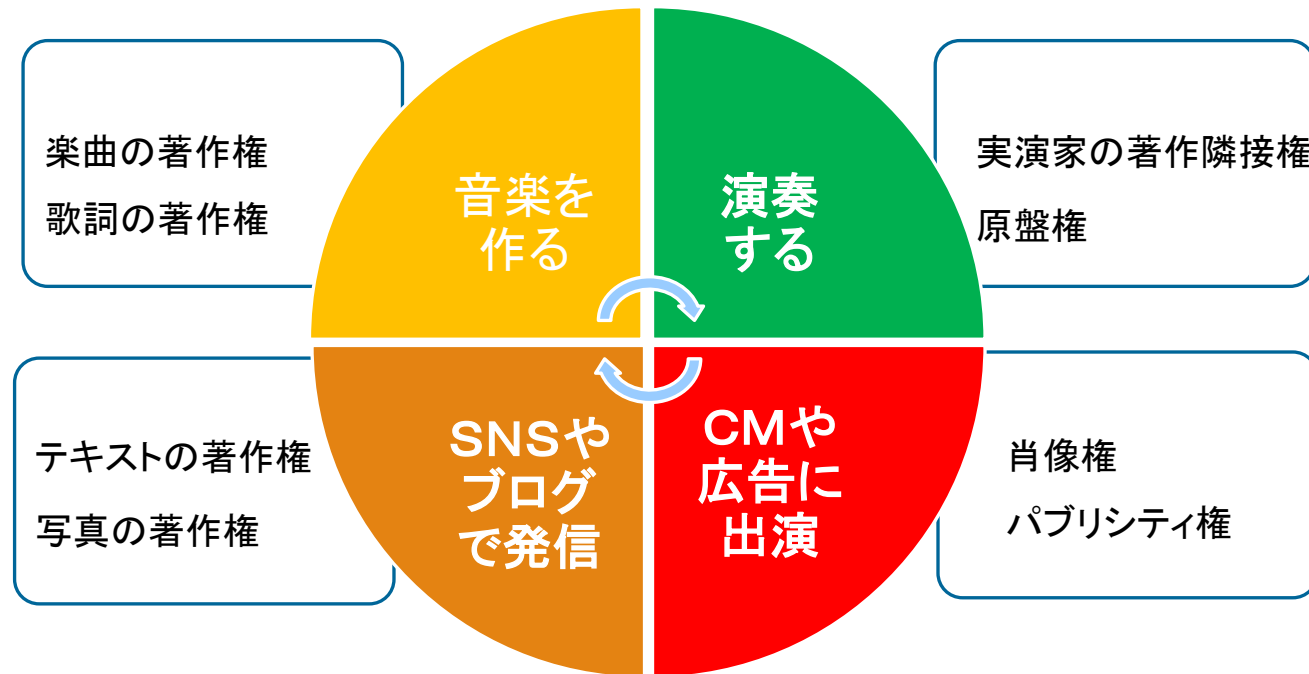 楽曲の著作権
歌詞の著作権
音楽を
作る
演奏
する
実演家の著作隣接権
原盤権
テキストの著作権
写真の著作権
SNSや
ブログ
で発信
CMや
広告に
出演
肖像権
パブリシティ権